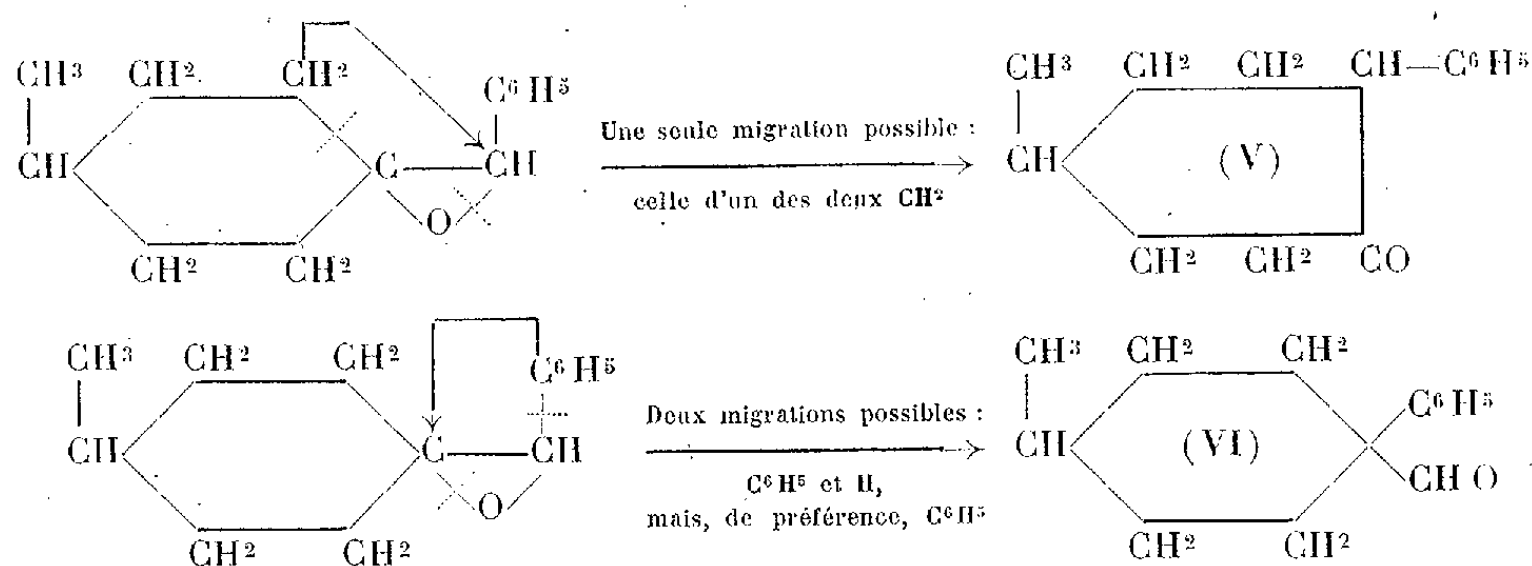 CH³ CH² CH² C⁶H⁵
CH C CH
O
CH² CH²
Une seule migration possible :
celle d'un des deux CH²
CH³ CH² CH² CH—C⁶H⁵
CH (V)
CH² CH² CO
CH³ CH² CH² C⁶H⁵
CH C CH
O
CH² CH²
Deux migrations possibles :
C⁶H⁵ et H,
mais, de préférence, C⁶H⁵
CH³ CH² CH²
C⁶H⁵
CH (VI)
CHO
CH² CH²